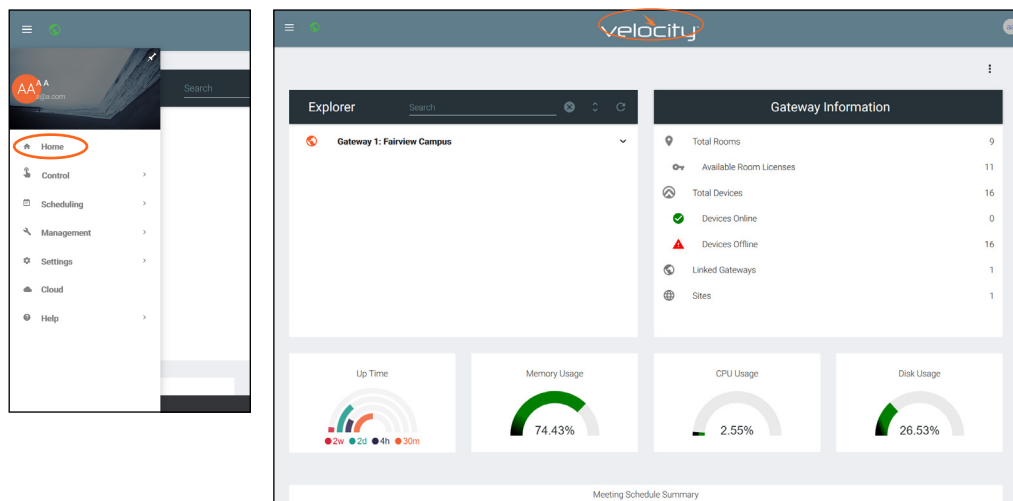 AA
A A
a@a.com
Search
Home
Control
Scheduling
Management
Settings
Cloud
Help
velocity
Explorer
Search
Gateway 1: Fairview Campus
Gateway Information
Total Rooms 9
Available Room Licenses 11
Total Devices 16
Devices Online 0
Devices Offline 16
Linked Gateways 1
Sites 1
Up Time
2w 2d 4h 30m
Memory Usage
74.43%
CPU Usage
2.55%
Disk Usage
26.53%
Meeting Schedule Summary